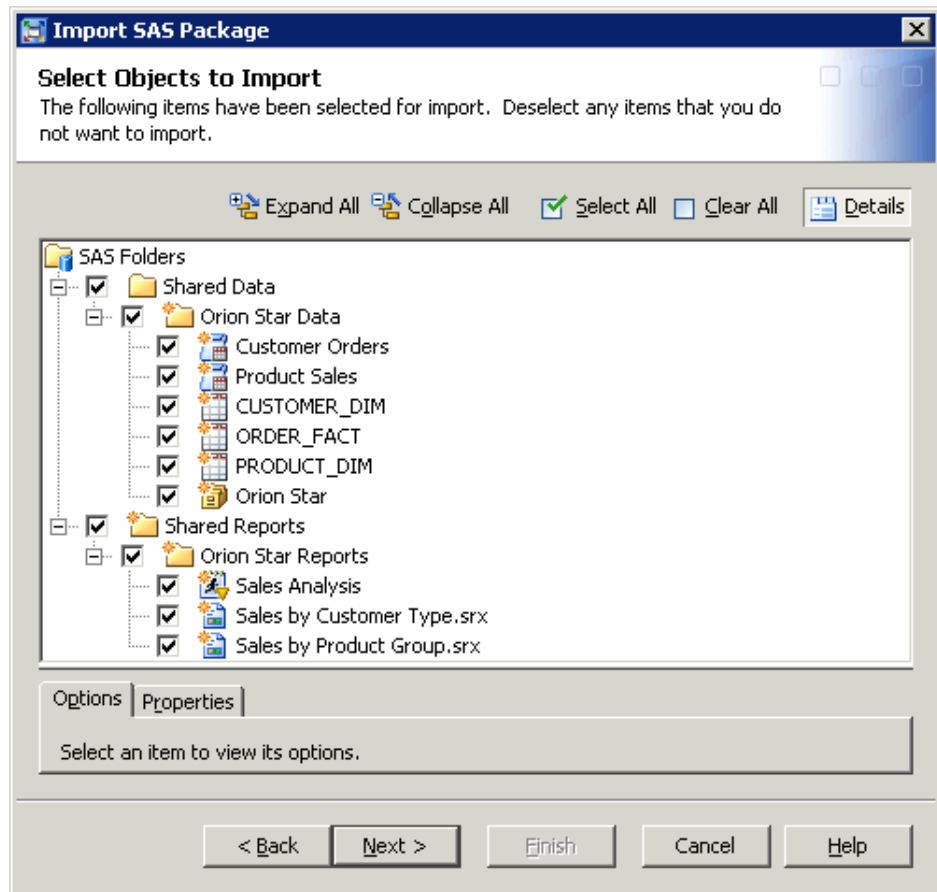 Import SAS Package
Select Objects to Import
The following items have been selected for import. Deselect any items that you do
not want to import.
Expand All Collapse All Select All Clear All Details
SAS Folders
Shared Data
Orion Star Data
Customer Orders
Product Sales
CUSTOMER_DIM
ORDER_FACT
PRODUCT_DIM
Orion Star
Shared Reports
Orion Star Reports
Sales Analysis
Sales by Customer Type.srx
Sales by Product Group.srx
Options Properties
Select an item to view its options.
< Back Next > Finish Cancel Help